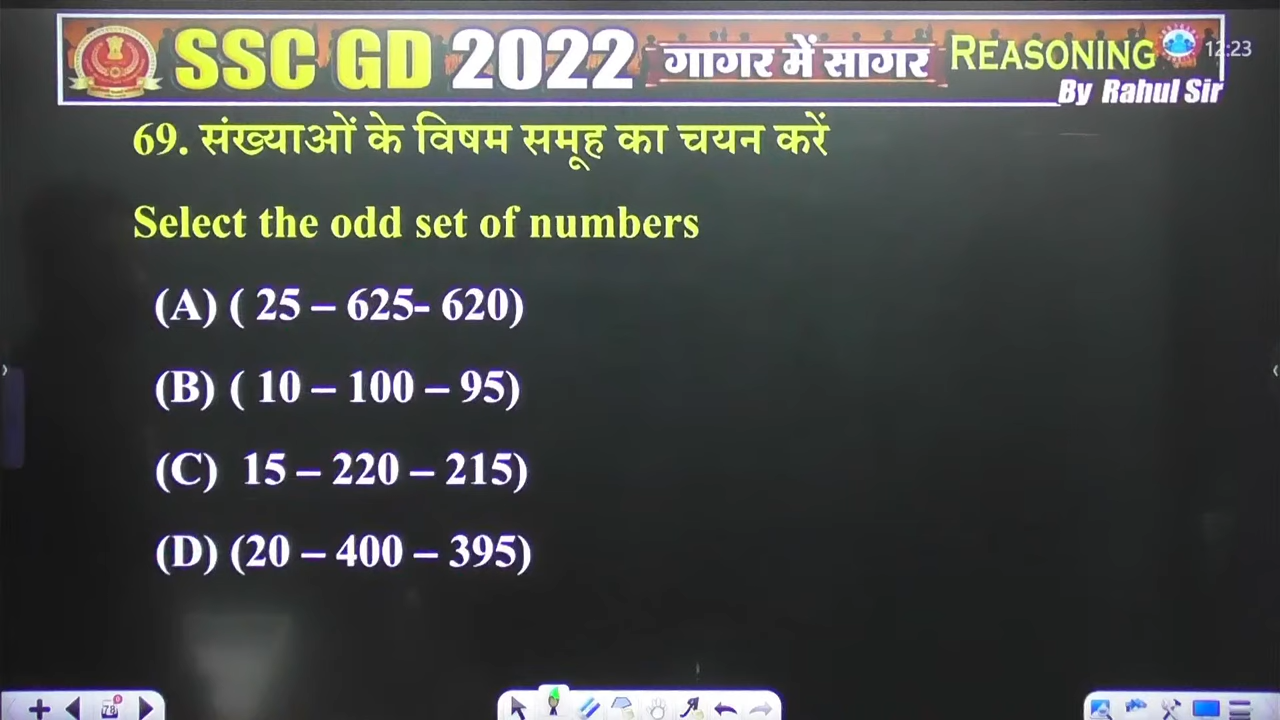 SSC GD 2022 गागर में सागर REASONING 12:23
By Rahul Sir
69. संख्याओं के विषम समूह का चयन करें
Select the odd set of numbers
(A) ( 25 – 625- 620)
(B) ( 10 – 100 – 95)
(C) 15 – 220 – 215)
(D) (20 – 400 – 395)